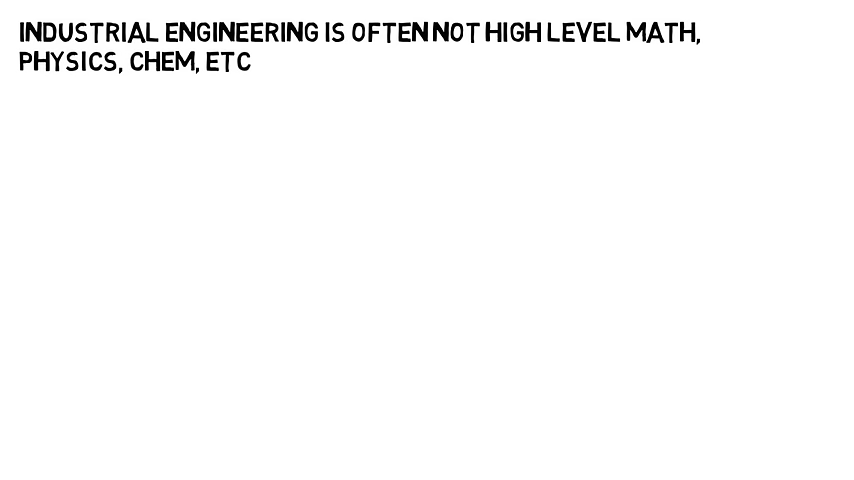 INDUSTRIAL ENGINEERING IS OFTEN NOT HIGH LEVEL MATH,
PHYSICS, CHEM, ETC